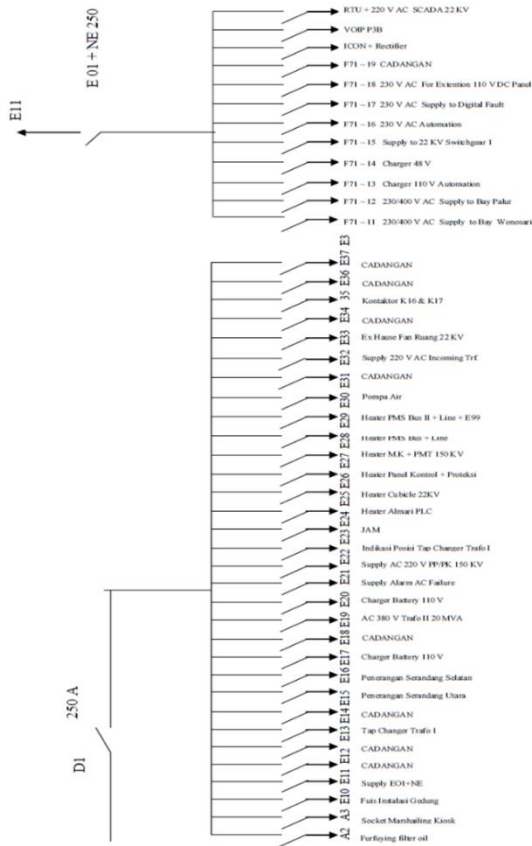 RTU + 220 V AC SCADA 22 KV
VOIP P3B
ICON + Rectifier
F71 – 19 CADANGAN
F71 – 18 230 V AC For Extention 110 V DC Panel
F71 – 17 230 V AC Supply to Digital Fault
F71 – 16 230 V AC Automation
F71 – 15 Supply to 22 KV Switchgear 1
F71 – 14 Charger 48 V
F71 – 13 Charger 110 V Automation
F71 – 12 230/400 V AC Supply to Bay Palur
F71 – 11 230/400 V AC Supply to Bay Wonosari
E 01 + NE 250
E11
E3
E37 CADANGAN
E36 CADANGAN
35 Kontaktor K16 & K17
E34 CADANGAN
E33 Ex.Hause Fan Ruang 22 KV
E32 Supply 220 V AC Incoming Trf.
E31 CADANGAN
E30 Pompa Air
E29 Heater PMS Bus II + Line + E99
E28 Heater PMS Bus + Line
E27 Heater M.K + PMT 150 KV
E26 Heater Panel Kontrol + Proteksi
E25 Heater Cubicle 22KV
E24 Heater Almari PLC
E23 JAM
E22 Indikasi Posisi Tap Changer Trafo I
E21 Supply AC 220 V PP/PK 150 KV
Supply Alarm AC Failure
E20 Charger Battery 110 V
E19 AC 380 V Trafo II 20 MVA
E18 CADANGAN
E17 Charger Battery 110 V
E16 Penerangan Serandang Selatan
E15 Penerangan Serandang Utara
E14 CADANGAN
E13 Tap Changer Trafo 1
E12 CADANGAN
CADANGAN
E11 Supply EO1+NE
E10 Fuis Instalasi Gedung
A3 Socket Marshailing Kiosk
A2 Furfuying filter oil
250 A
D1